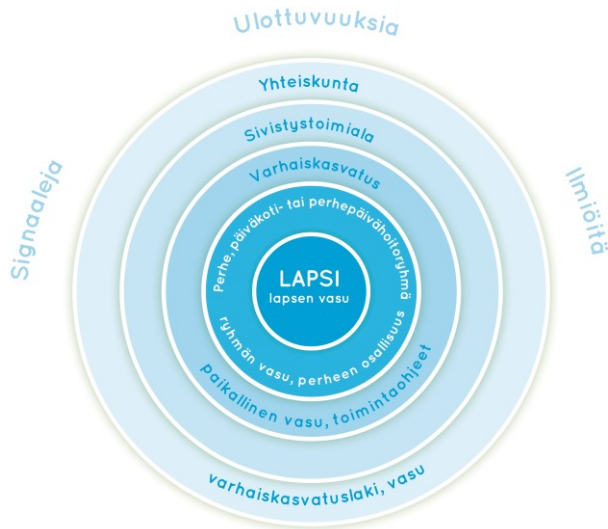 Ulottuvuuksia
Signaaleja
Ilmiöitä
Yhteiskunta
Sivistystoimiala
Varhaiskasvatus
Perhe, päiväkoti- tai perhepäivähoitoryhmä
LAPSI
lapsen vasu
ryhmän vasu, perheen osallisuus
paikallinen vasu, toimintaohjeet
varhaiskasvatuslaki, vasu